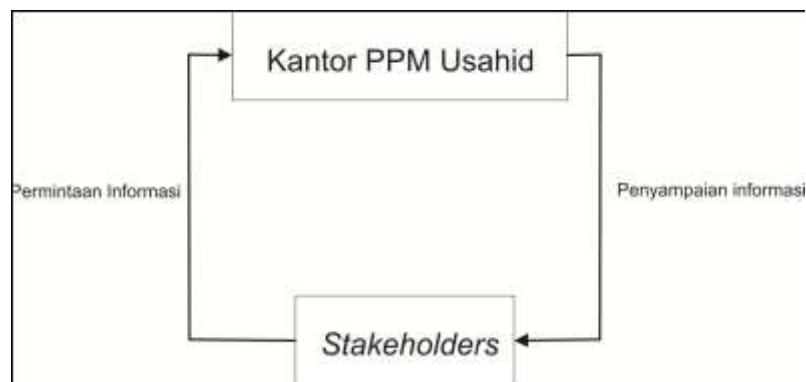 Kantor PPM Usahid
Permintaan Informasi
Penyampaian informasi
Stakeholders